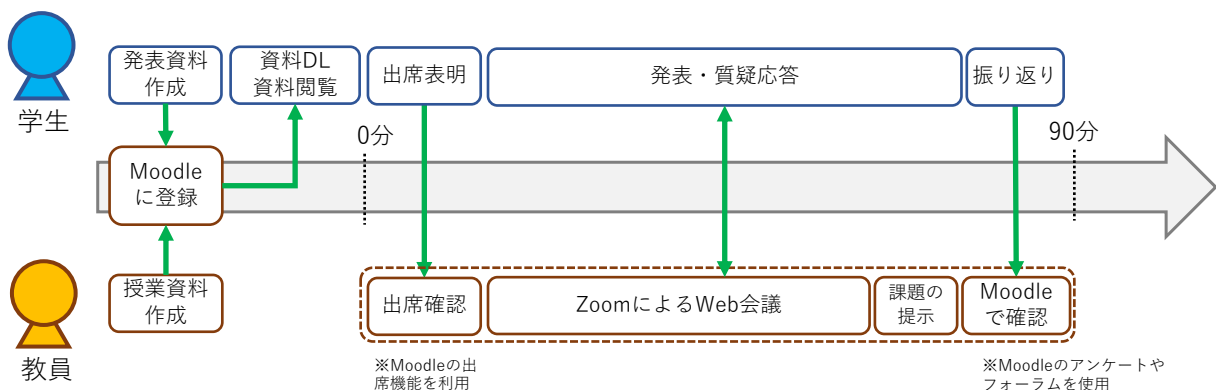 発表資料
作成
資料DL
資料閲覧
出席表明
発表・質疑応答
振り返り
学生
0分
90分
Moodle
に登録
授業資料
作成
出席確認
ZoomによるWeb会議
課題の
提示
Moodle
で確認
教員
※Moodleの出
席機能を利用
※Moodleのアンケートや
フォーラムを使用